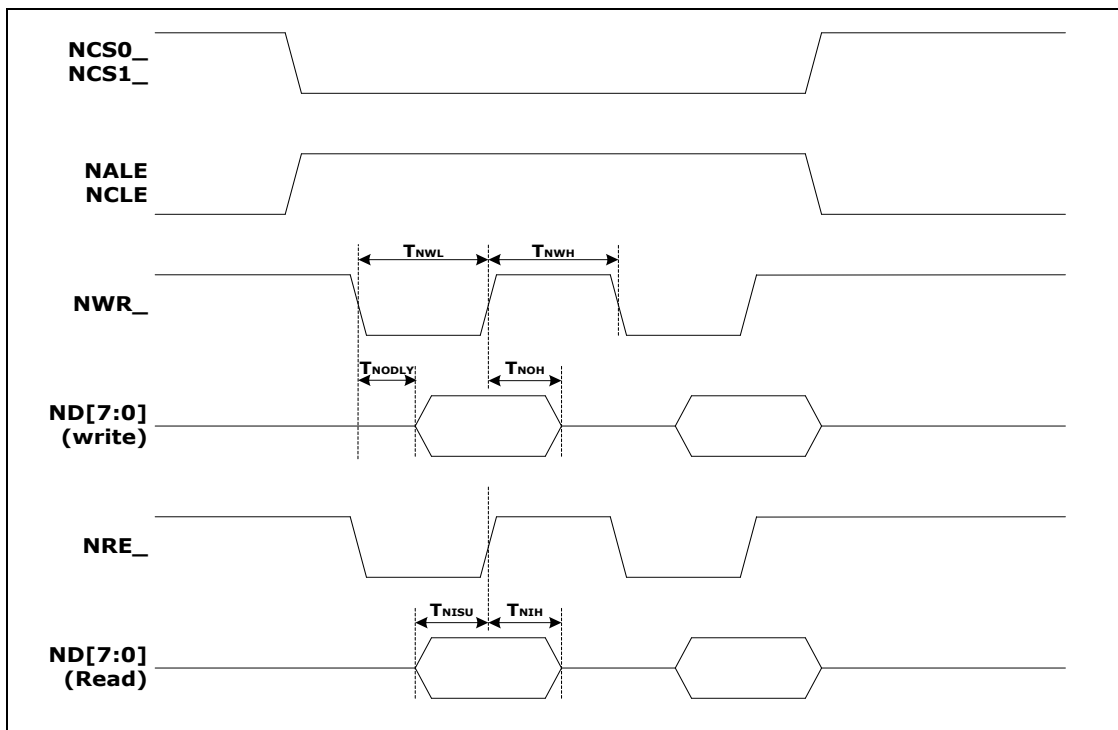 NCS0_
NCS1_
NALE
NCLE
TNWL
TNWH
NWR_
TNODLY
TNOH
ND[7:0]
(write)
NRE_
TNISU
TNIH
ND[7:0]
(Read)